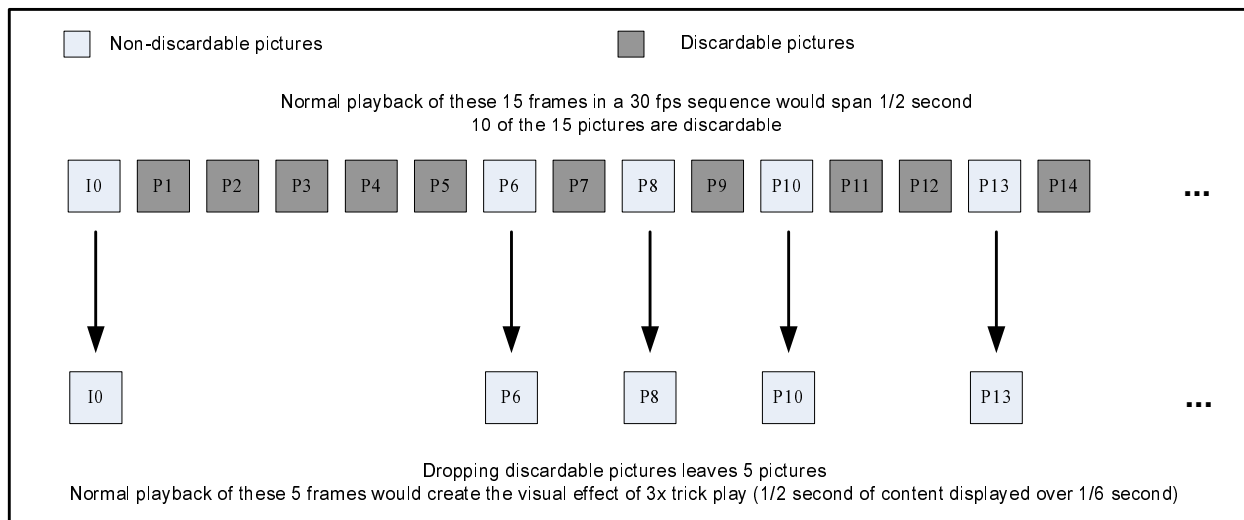 Non-discardable pictures
Discardable pictures
Normal playback of these 15 frames in a 30 fps sequence would span 1/2 second
10 of the 15 pictures are discardable
I0 P1 P2 P3 P4 P5 P6 P7 P8 P9 P10 P11 P12 P13 P14 ...
I0 P6 P8 P10 P13 ...
Dropping discardable pictures leaves 5 pictures
Normal playback of these 5 frames would create the visual effect of 3x trick play (1/2 second of content displayed over 1/6 second)